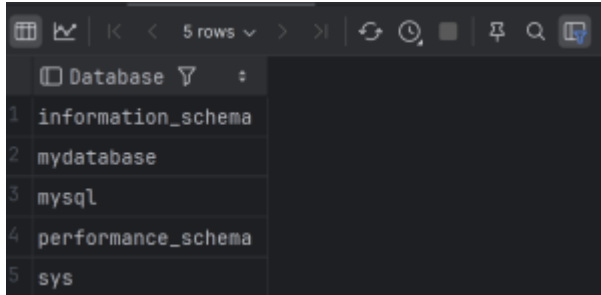 5 rows
Database
1 information_schema
2 mydatabase
3 mysql
4 performance_schema
5 sys